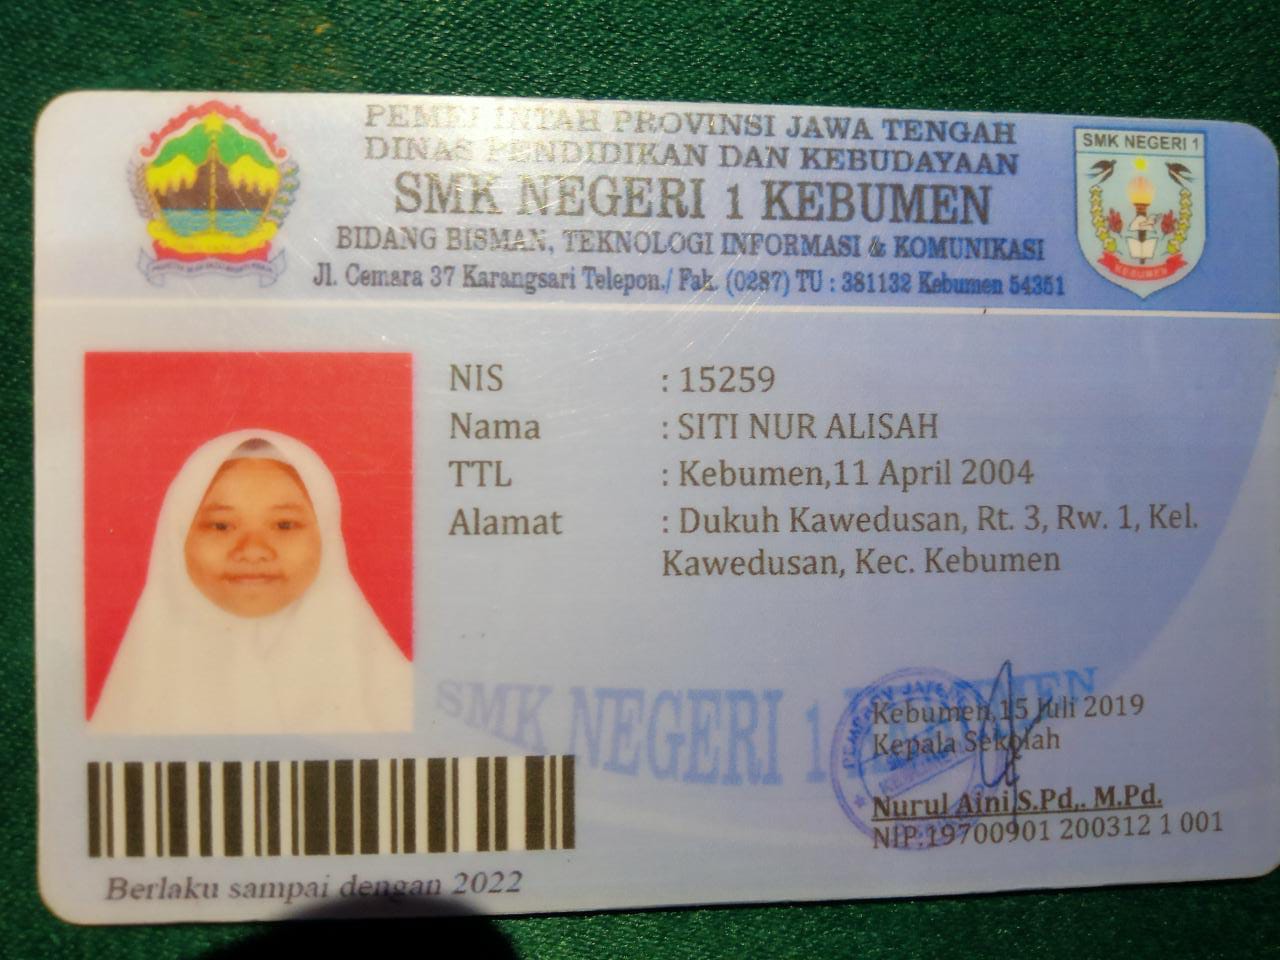 PEMERINTAH PROVINSI JAWA TENGAH
DINAS PENDIDIKAN DAN KEBUDAYAAN
SMK NEGERI 1 KEBUMEN
BIDANG BISMAN, TEKNOLOGI INFORMASI & KOMUNIKASI
Jl. Cemara 37 Karangsari Telepon./ Fak. (0287) TU : 381132 Kebumen 54351
SMK NEGERI 1
KEBUMEN
NIS : 15259
Nama : SITI NUR ALISAH
TTL : Kebumen,11 April 2004
Alamat : Dukuh Kawedusan, Rt. 3, Rw. 1, Kel.
Kawedusan, Kec. Kebumen
SMK NEGERI 1 KEBUMEN
Kebumen,15 Juli 2019
Kepala Sekolah
Nurul Aini,S.Pd,. M.Pd.
NIP:19700901 200312 1 001
Berlaku sampai dengan 2022